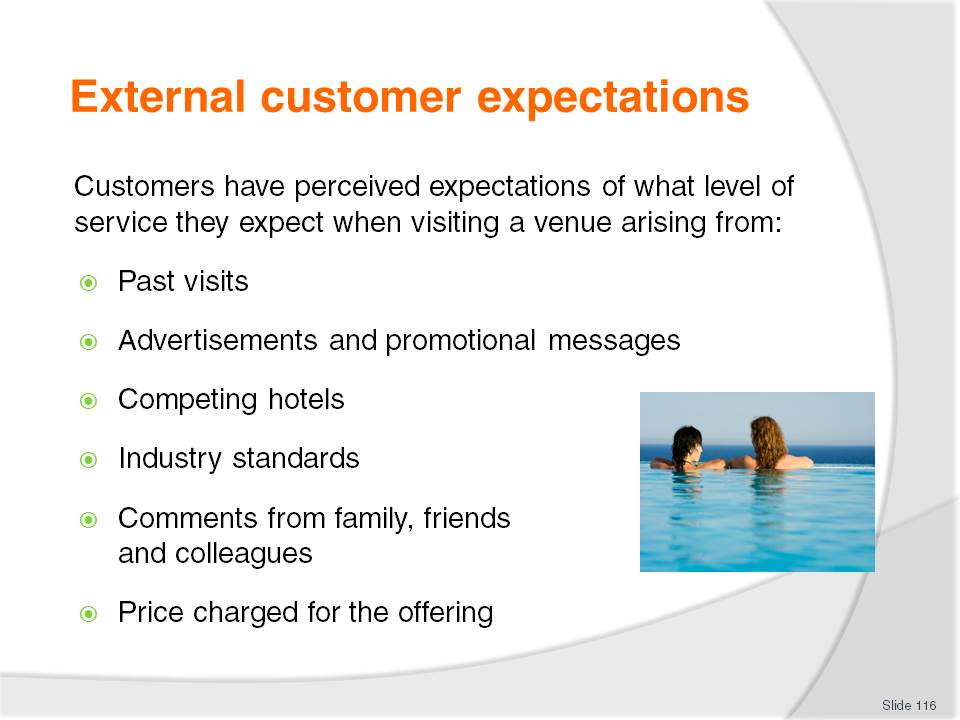 External customer expectations
Customers have perceived expectations of what level of
service they expect when visiting a venue arising from:
Past visits
Advertisements and promotional messages
Competing hotels
Industry standards
Comments from family, friends
and colleagues
Price charged for the offering
Slide 116